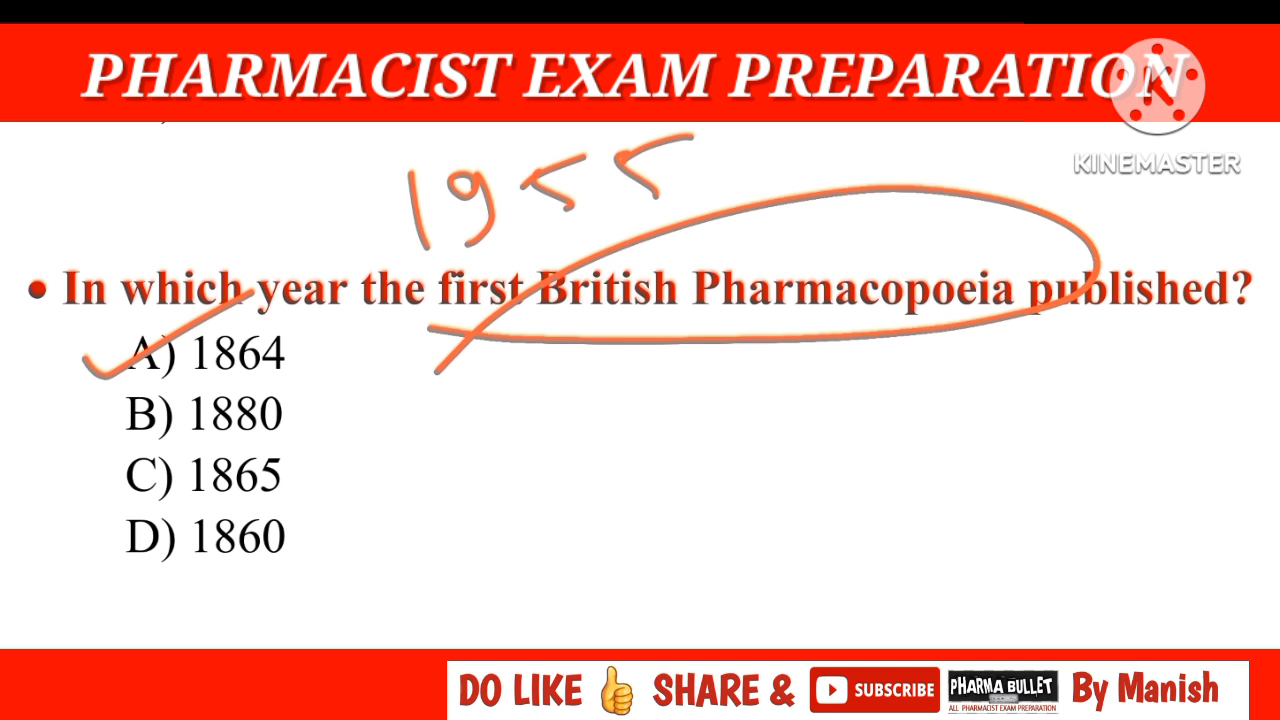 PHARMACIST EXAM PREPARATION
KINEMASTER
1955
• In which year the first British Pharmacopoeia published?
A) 1864
B) 1880
C) 1865
D) 1860
DO LIKE 👍 SHARE & SUBSCRIBE PHARMA BULLET By Manish
ALL PHARMACIST EXAM PREPARATION